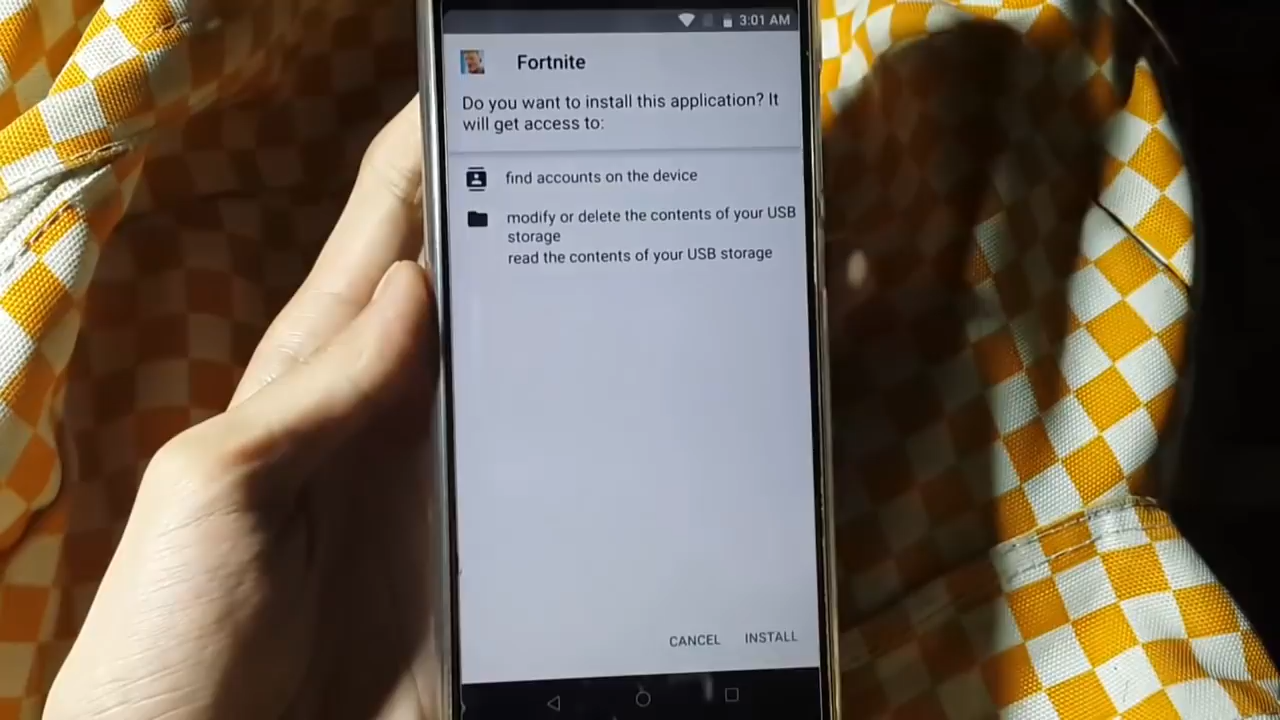 3:01 AM
Fortnite
Do you want to install this application? It
will get access to:
find accounts on the device
modify or delete the contents of your USB
storage
read the contents of your USB storage
CANCEL INSTALL